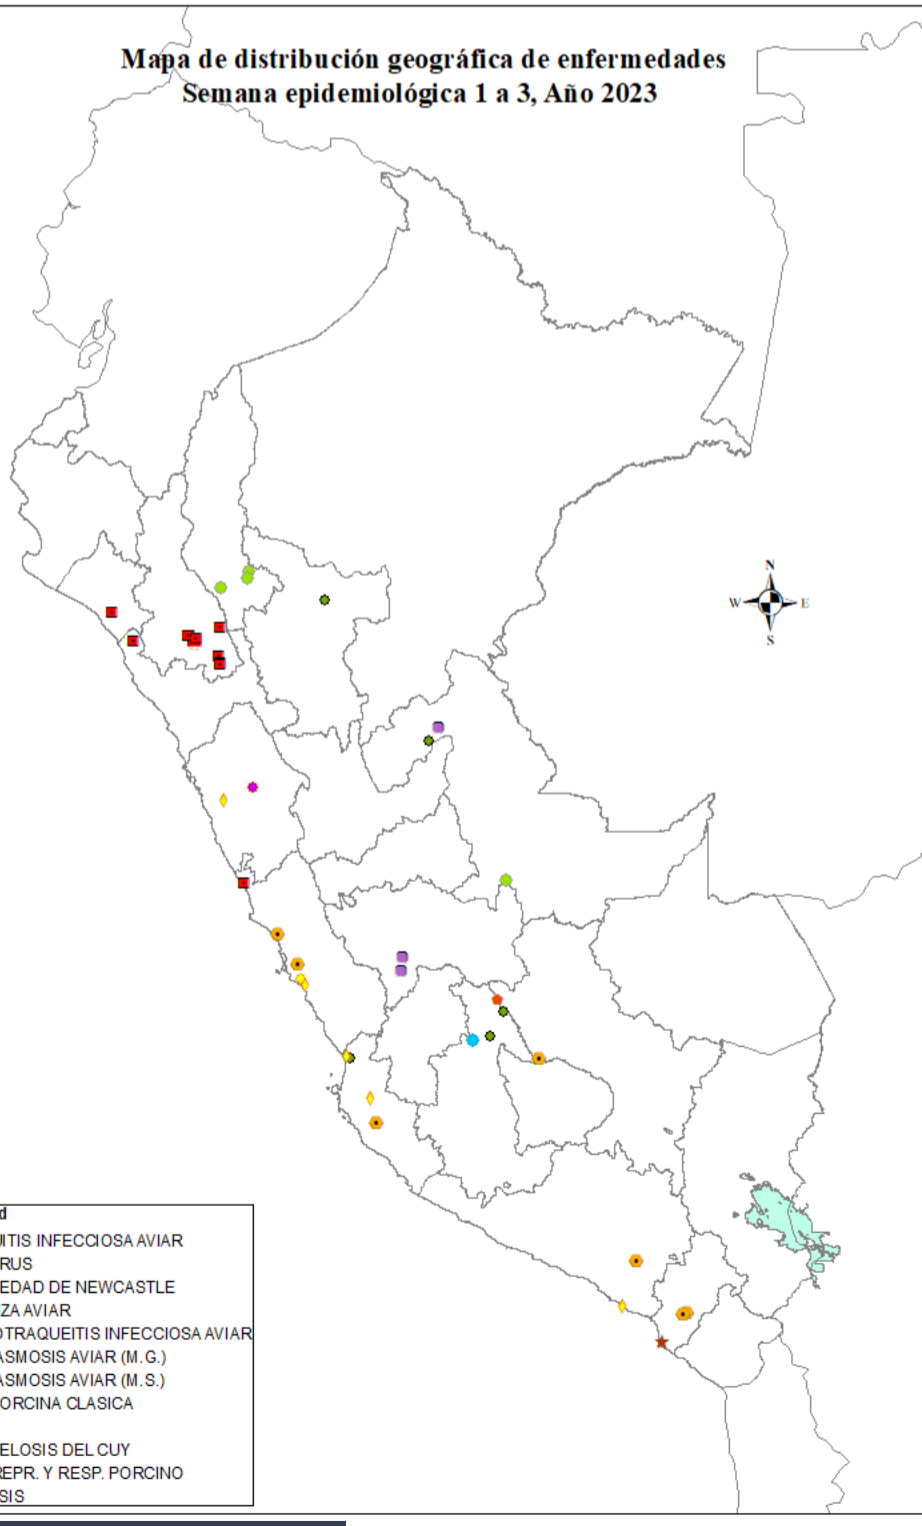 Mapa de distribución geográfica de enfermedades
Semana epidemiológica 1 a 3, Año 2023
N
W E
S
d
ITIS INFECCIOSA AVIAR
RUS
EDAD DE NEWCASTLE
ZA AVIAR
OTRAQUEITIS INFECCIOSA AVIAR
ASMOSIS AVIAR (M.G.)
ASMOSIS AVIAR (M.S.)
ORCINA CLASICA
ELOSIS DEL CUY
REPR. Y RESP. PORCINO
SIS